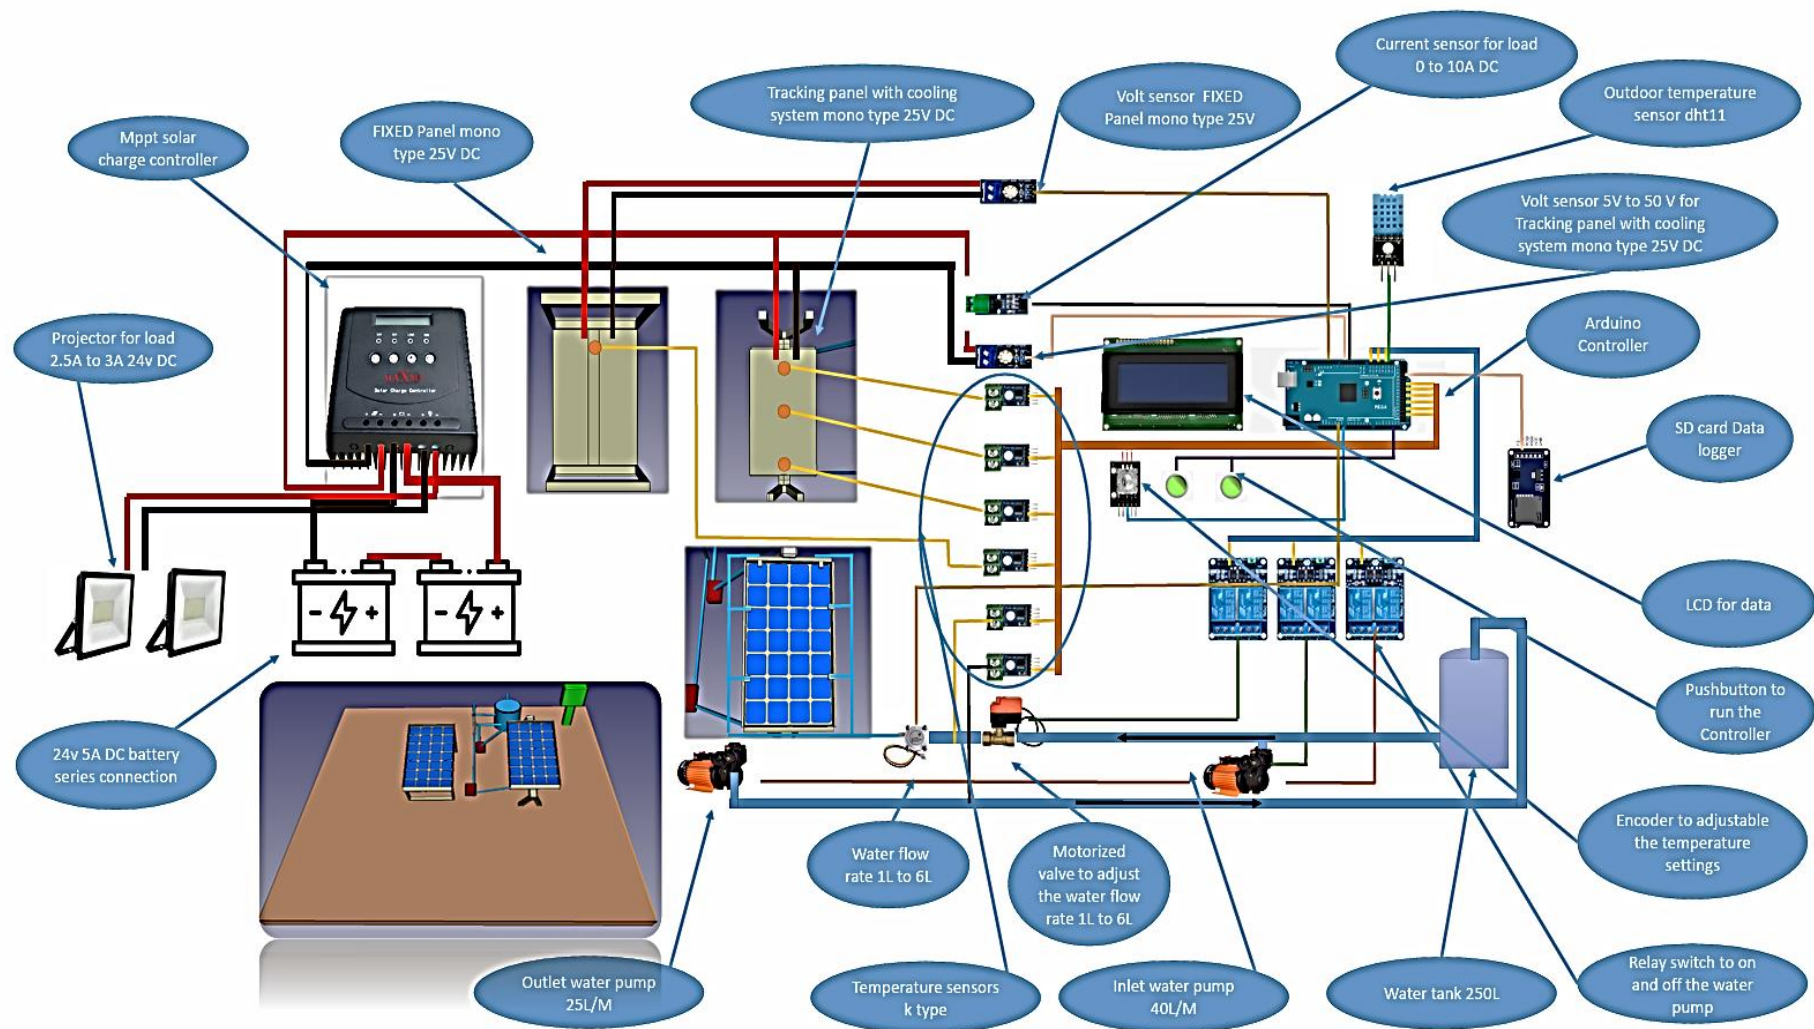 Current sensor for load
0 to 10A DC
Tracking panel with cooling
system mono type 25V DC
Volt sensor  FIXED
Panel mono type 25V
Outdoor temperature
sensor dht11
Mppt solar
charge controller
FIXED Panel mono
type 25V DC
Volt sensor 5V to 50 V for
Tracking panel with cooling
system mono type 25V DC
Projector for load
2.5A to 3A 24v DC
Arduino
Controller
Solar Charge Controller
MEGA
SD card Data
logger
LCD for data
Pushbutton to
run the
Controller
24v 5A DC battery
series connection
Encoder to adjustable
the temperature
settings
Water flow
rate 1L to 6L
Motorized
valve to adjust
the water flow
rate 1L to 6L
Outlet water pump
25L/M
Temperature sensors
k type
Inlet water pump
40L/M
Water tank 250L
Relay switch to on
and off the water
pump